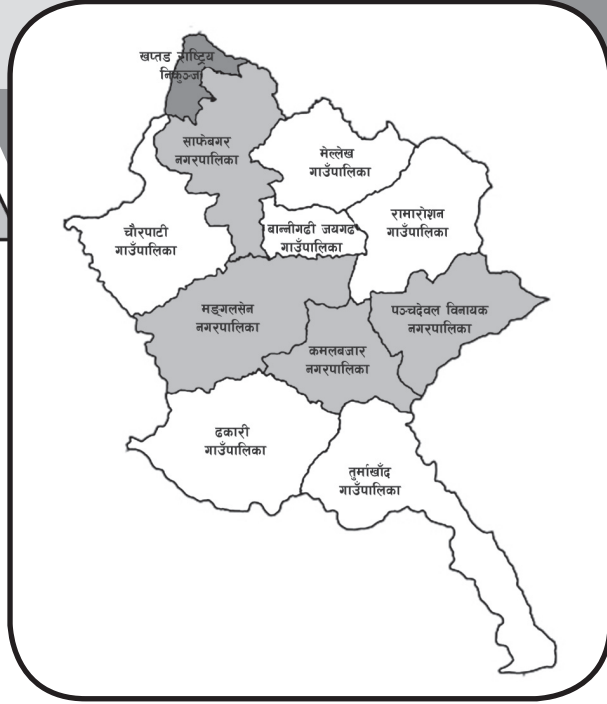 खप्तड राष्ट्रिय
निकुञ्ज
साफेबगर
नगरपालिका
मेल्लेख
गाउँपालिका
रामारोशन
गाउँपालिका
चौरपाटी
गाउँपालिका
बान्नीगढी जयगढ
गाउँपालिका
मङ्गलसेन
नगरपालिका
पञ्चदेवल विनायक
नगरपालिका
कमलबजार
नगरपालिका
ढकारी
गाउँपालिका
तुर्माखाँद
गाउँपालिका